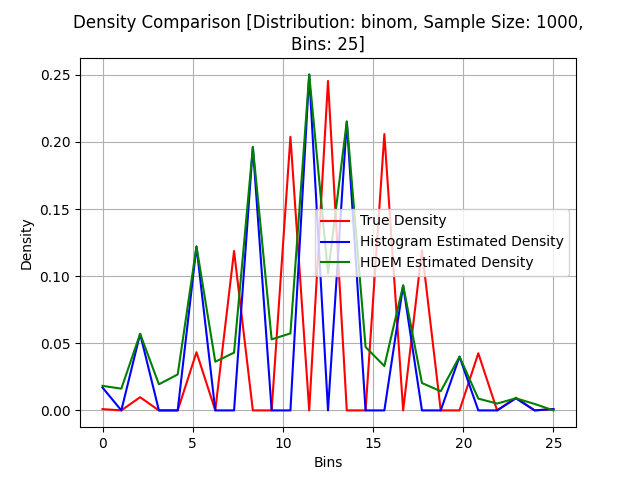 Density Comparison [Distribution: binom, Sample Size: 1000,
Bins: 25]
0.25
0.20
0.15
0.10
0.05
0.00
Density
True Density
Histogram Estimated Density
HDEM Estimated Density
0 5 10 15 20 25
Bins